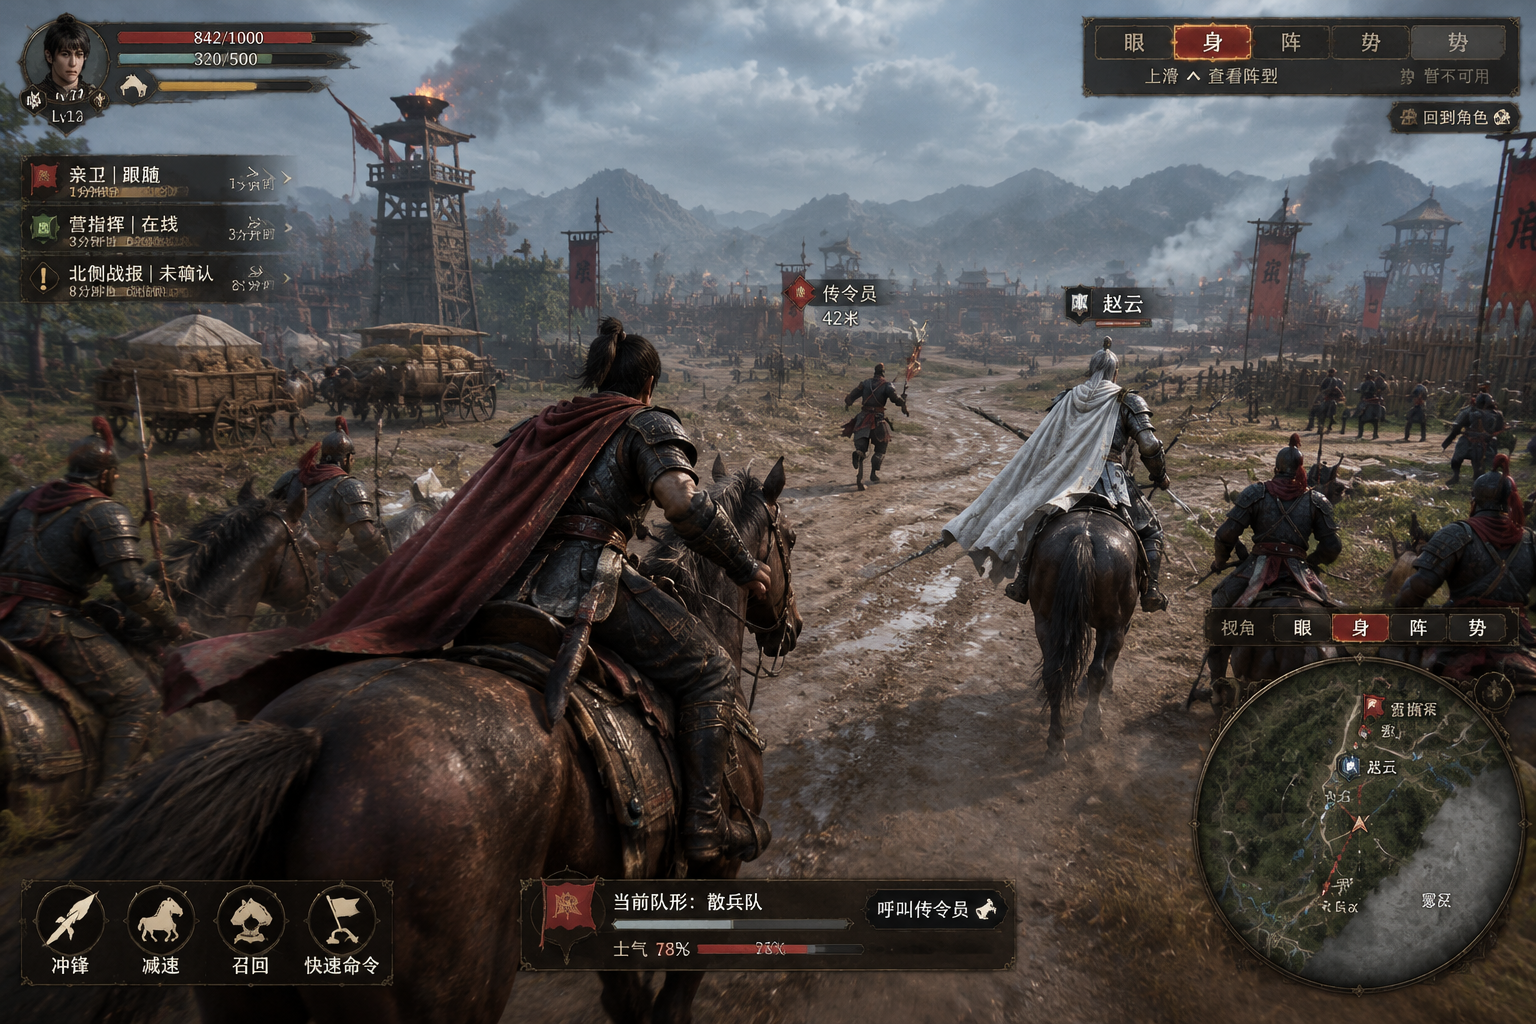 842/1000
320/500
Lv13
亲卫 | 跟随
营指挥 | 在线
北侧战报 | 未确认
眼 身 阵 势 势
上滑 ヘ 查看阵型
暂不可用
回到角色
传令员
42米
赵云
视角 眼 身 阵 势
冲锋 减速 召回 快速命令
当前队形：散兵队
呼叫传令员
士气 78%
78%